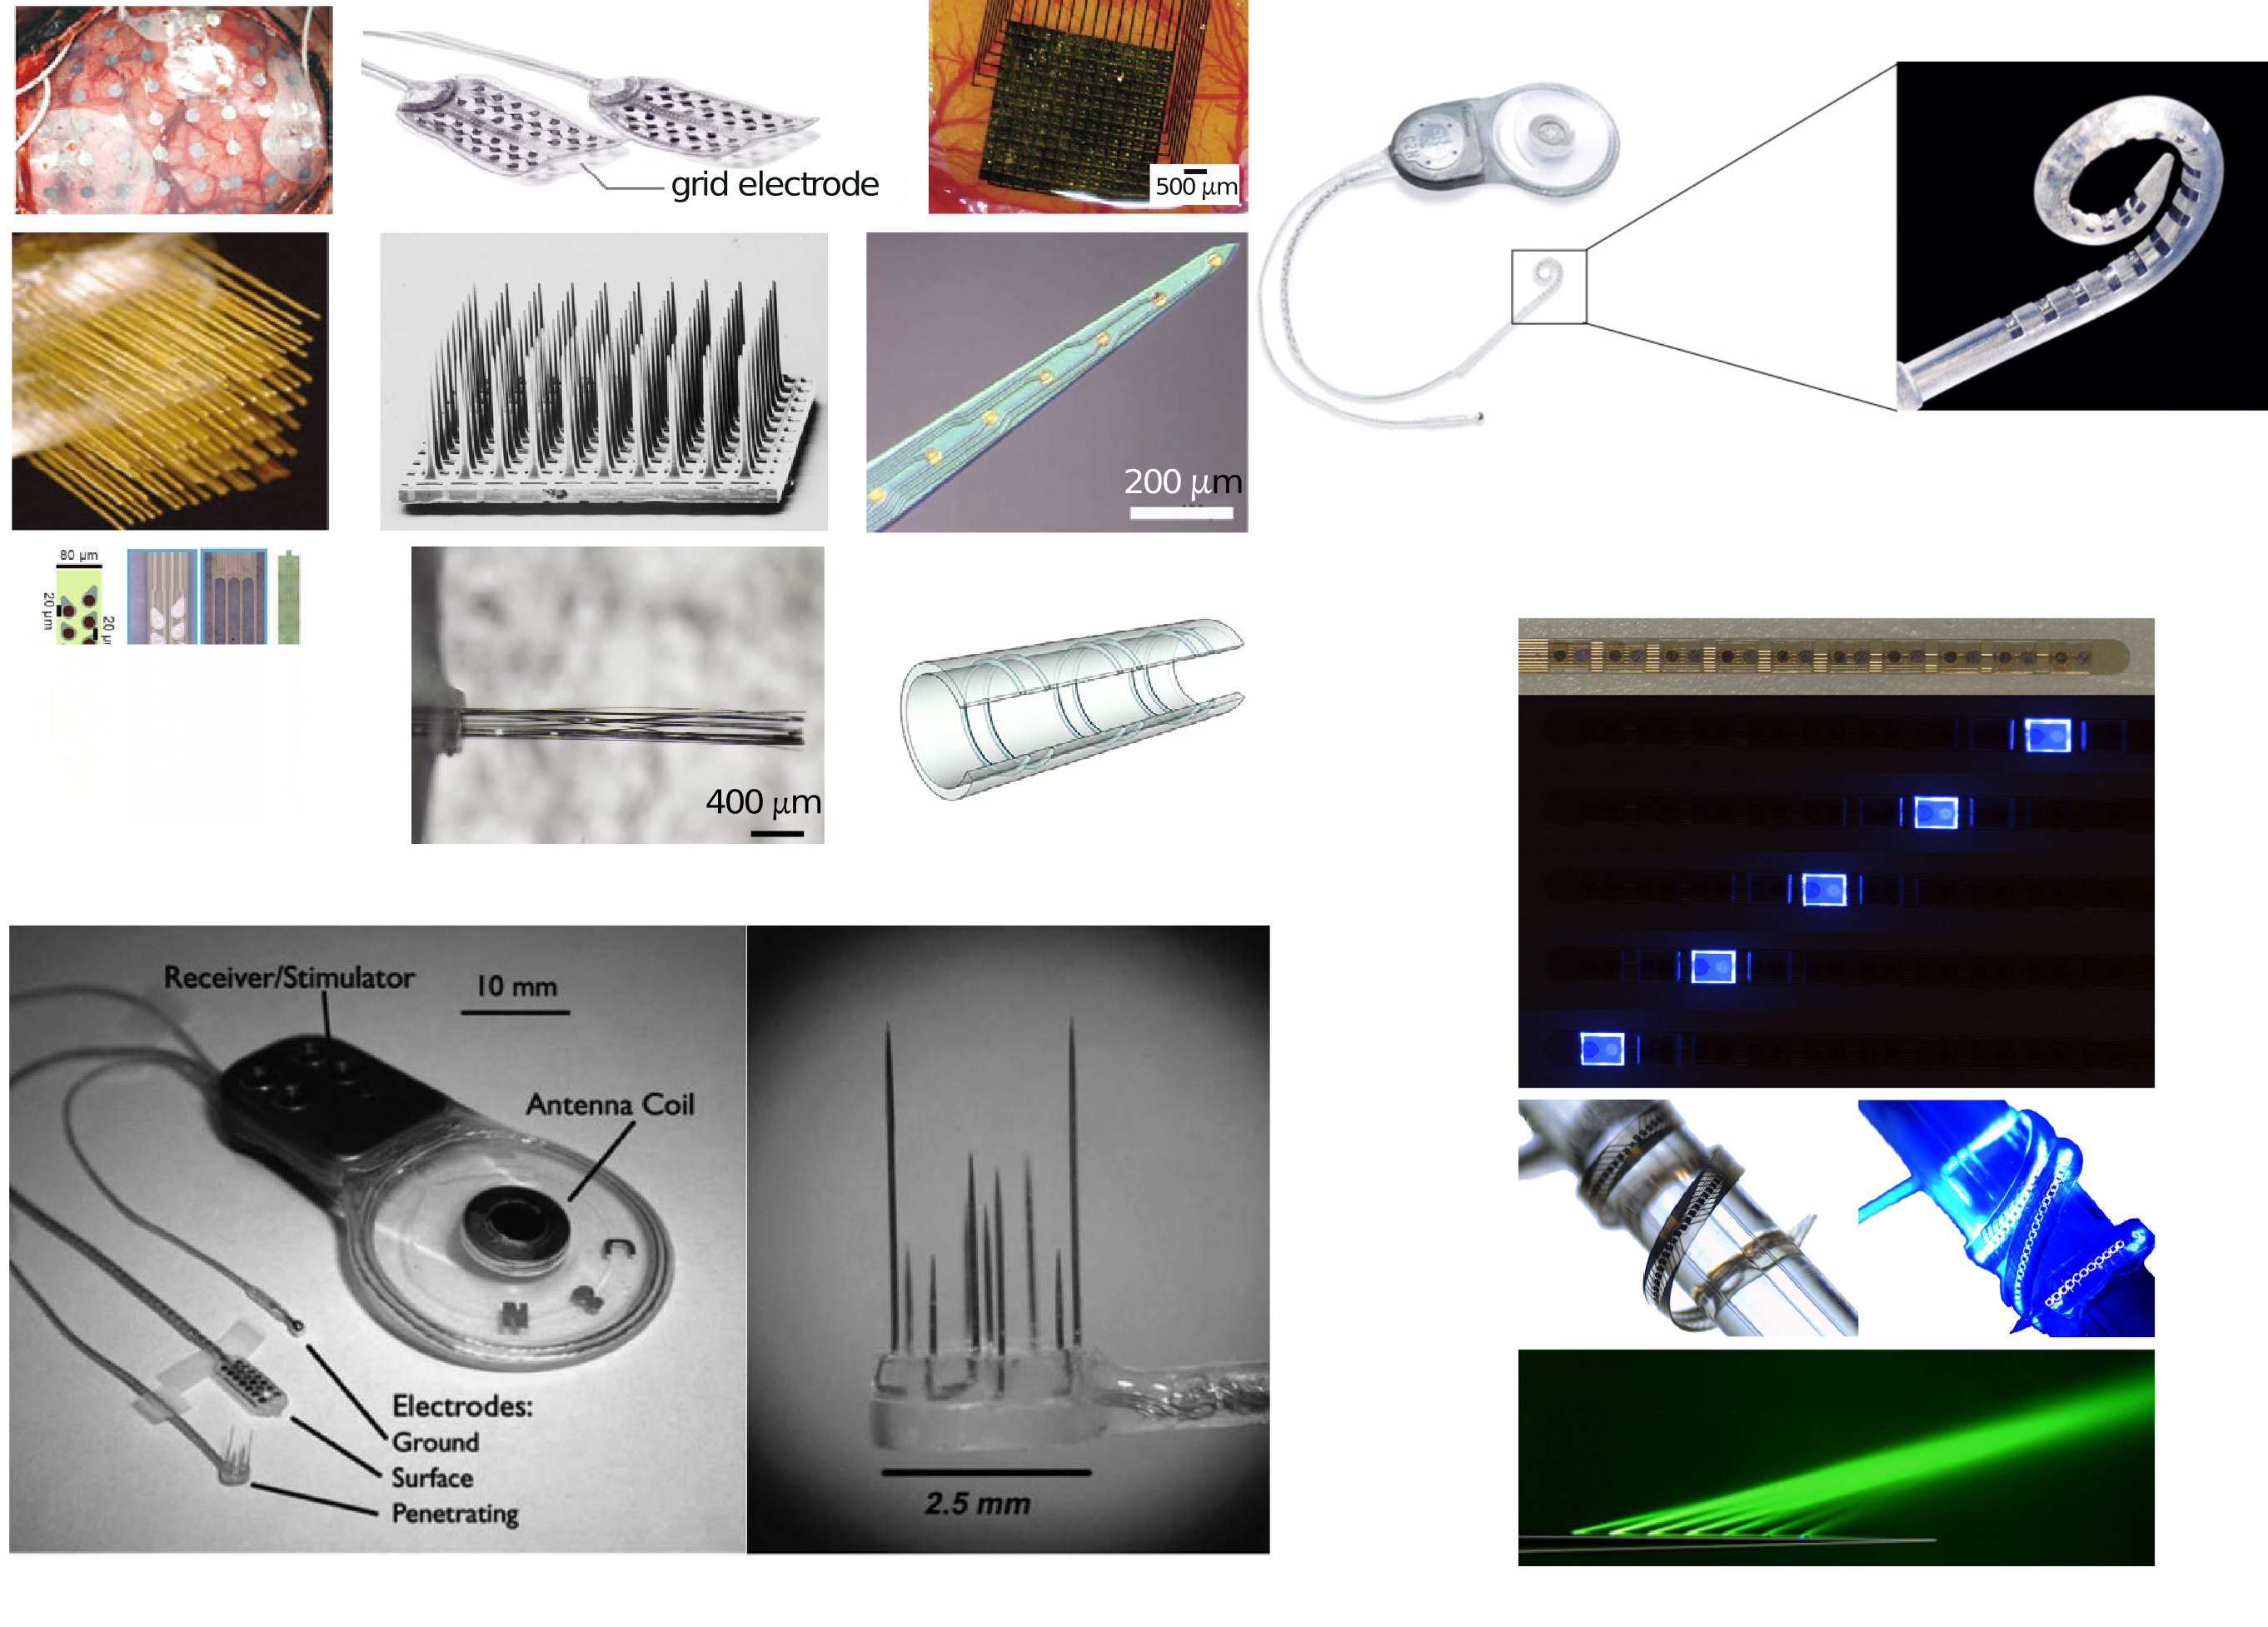 grid electrode
500 μm
200 μm
80 μm
20 μm
20 μ
400 μm
Receiver/Stimulator
10 mm
Antenna Coil
Electrodes:
Ground
Surface
Penetrating
2.5 mm